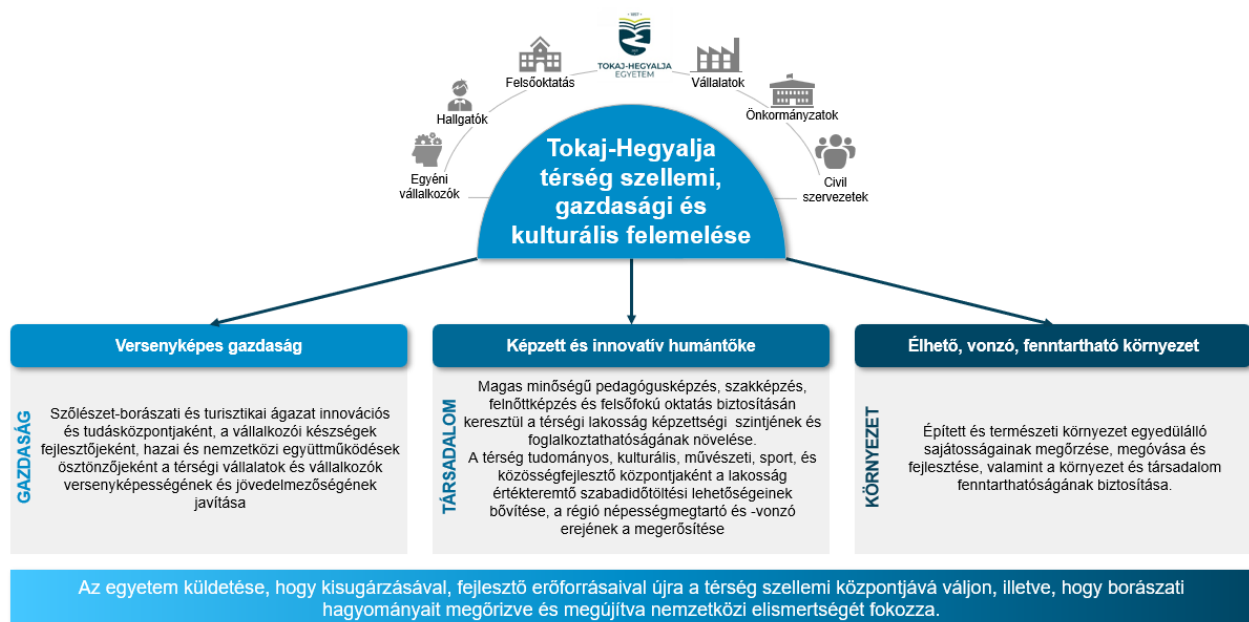 TOKAJ-HEGYALJA
EGYETEM
Felsőoktatás
Vállalatok
Hallgatók
Önkormányzatok
Egyéni
vállalkozók
Civil
szervezetek
Tokaj-Hegyalja
térség szellemi,
gazdasági és
kulturális felemelése
Versenyképes gazdaság
GAZDASÁG
Szőlészet-borászati és turisztikai ágazat innovációs
és tudásközpontjaként, a vállalkozói készségek
fejlesztőjeként, hazai és nemzetközi együttműködések
ösztönzőjeként a térségi vállalatok és vállalkozók
versenyképességének és jövedelmezőségének
javítása
Képzett és innovatív humántőke
TÁRSADALOM
Magas minőségű pedagógusképzés, szakképzés,
felnőttképzés és felsőfokú oktatás biztosításán
keresztül a térségi lakosság képzettségi szintjének és
foglalkoztathatóságának növelése.
A térség tudományos, kulturális, művészeti, sport, és
közösségfejlesztő központjaként a lakosság
értékteremtő szabadidőtöltési lehetőségeinek
bővítése, a régió népességmegtartó és -vonzó
erejének a megerősítése
Élhető, vonzó, fenntartható környezet
KÖRNYEZET
Épített és természeti környezet egyedülálló
sajátosságainak megőrzése, megóvása és
fejlesztése, valamint a környezet és társadalom
fenntarthatóságának biztosítása.
Az egyetem küldetése, hogy kisugárzásával, fejlesztő erőforrásaival újra a térség szellemi központjává váljon, illetve, hogy borászati
hagyományait megőrizve és megújítva nemzetközi elismertségét fokozza.